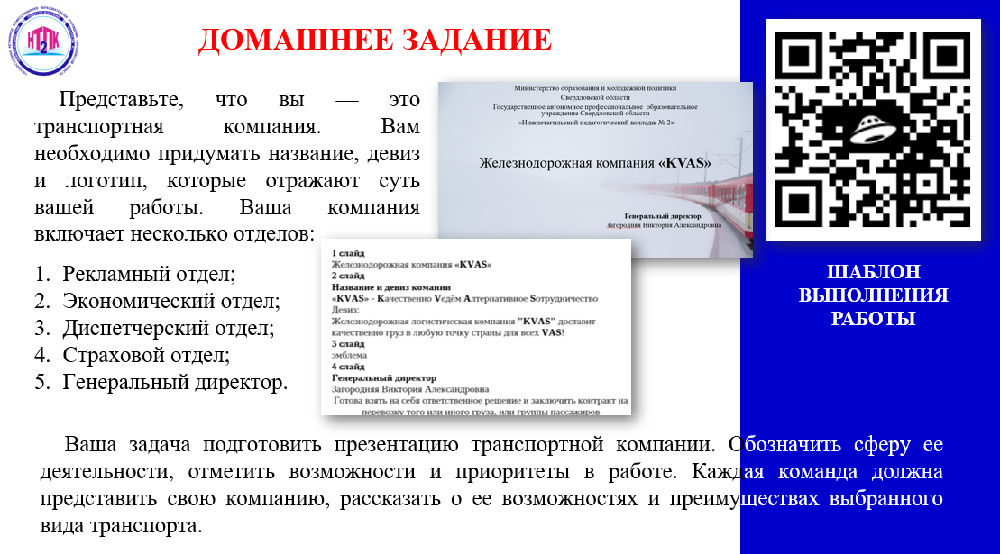 ДОМАШНЕЕ ЗАДАНИЕ
НТПК
2
Представьте, что вы — это
транспортная компания. Вам
необходимо придумать название, девиз
и логотип, которые отражают суть
вашей работы. Ваша компания
включает несколько отделов:
1. Рекламный отдел;
2. Экономический отдел;
3. Диспетчерский отдел;
4. Страховой отдел;
5. Генеральный директор.
Министерство образования и молодёжной политики
Свердловской области
Государственное автономное профессиональное образовательное
учреждение Свердловской области
«Нижнетагильский педагогический колледж № 2»
Железнодорожная компания «KVAS»
Генеральный директор:
Загородняя Виктория Александровна
1 слайд
Железнодорожная компания «KVAS»
2 слайд
Название и девиз комании
«KVAS» - Качественно Vедём Алтернативное Sотрудничество
Девиз:
Железнодорожная логистическая компания "KVAS" доставит
качественно груз в любую точку страны для всех VAS!
3 слайд
эмблема
4 слайд
Генеральный директор
Загородняя Виктория Александровна
Готова взять на себя ответственное решение и заключить контракт на
перевозку того или иного груза, или группы пассажиров
ШАБЛОН
ВЫПОЛНЕНИЯ
РАБОТЫ
Ваша задача подготовить презентацию транспортной компании. Обозначить сферу ее
деятельности, отметить возможности и приоритеты в работе. Каждая команда должна
представить свою компанию, рассказать о ее возможностях и преимуществах выбранного
вида транспорта.